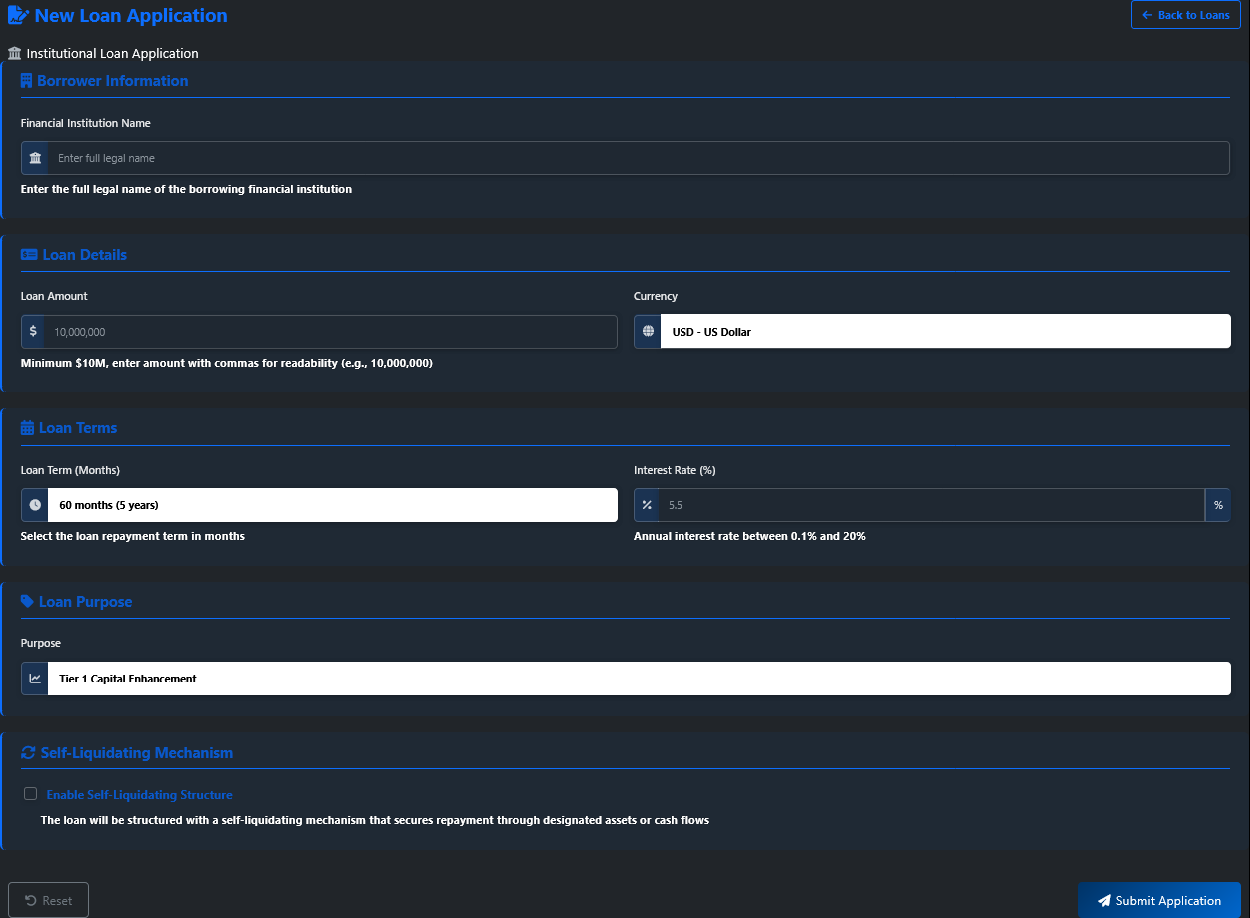 New Loan Application
← Back to Loans
Institutional Loan Application
Borrower Information
Financial Institution Name
Enter full legal name
Enter the full legal name of the borrowing financial institution
Loan Details
Loan Amount
Currency
$ 10,000,000
USD - US Dollar
Minimum $10M, enter amount with commas for readability (e.g., 10,000,000)
Loan Terms
Loan Term (Months)
Interest Rate (%)
60 months (5 years)
% 5.5 %
Select the loan repayment term in months
Annual interest rate between 0.1% and 20%
Loan Purpose
Purpose
Tier 1 Capital Enhancement
Self-Liquidating Mechanism
Enable Self-Liquidating Structure
The loan will be structured with a self-liquidating mechanism that secures repayment through designated assets or cash flows
Reset
Submit Application